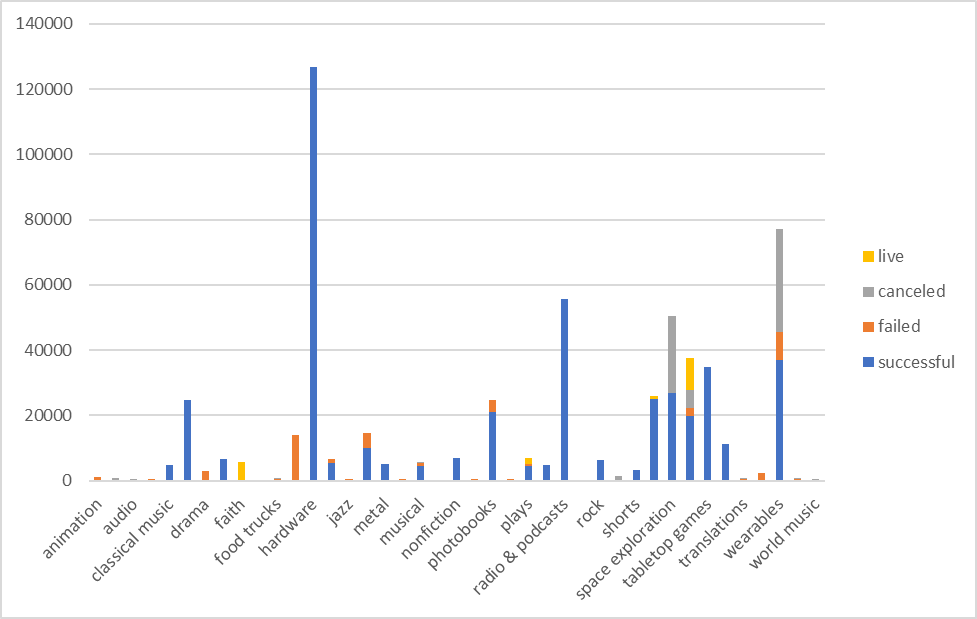 140000
120000
100000
80000
60000
40000
20000
0
animation
audio
classical music
drama
faith
food trucks
hardware
jazz
metal
musical
nonfiction
photobooks
plays
radio & podcasts
rock
shorts
space exploration
tabletop games
translations
wearables
world music
live
canceled
failed
successful